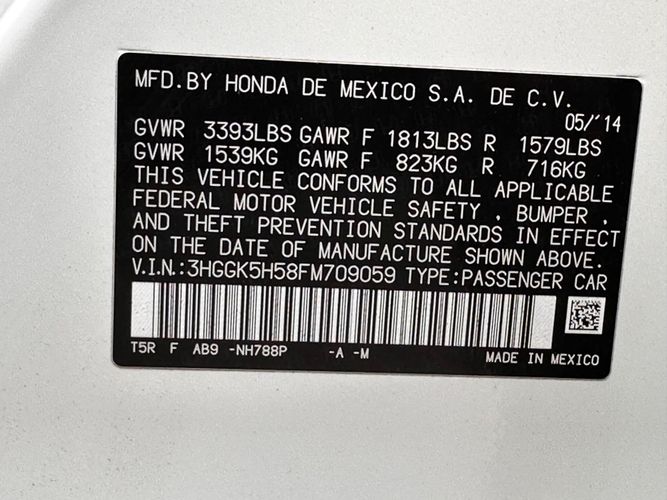 MFD.BY HONDA DE MEXICO S.A. DE C.V.
05/'14
GVWR 3393LBS GAWR F 1813LBS R 1579LBS
GVWR 1539KG GAWR F 823KG R 716KG
THIS VEHICLE CONFORMS TO ALL APPLICABLE
FEDERAL MOTOR VEHICLE SAFETY , BUMPER ,
AND THEFT PREVENTION STANDARDS IN EFFECT
ON THE DATE OF MANUFACTURE SHOWN ABOVE.
V.I.N.:3HGGK5H58FM709059 TYPE:PASSENGER CAR
T5R F AB9 -NH788P -A -M MADE IN MEXICO